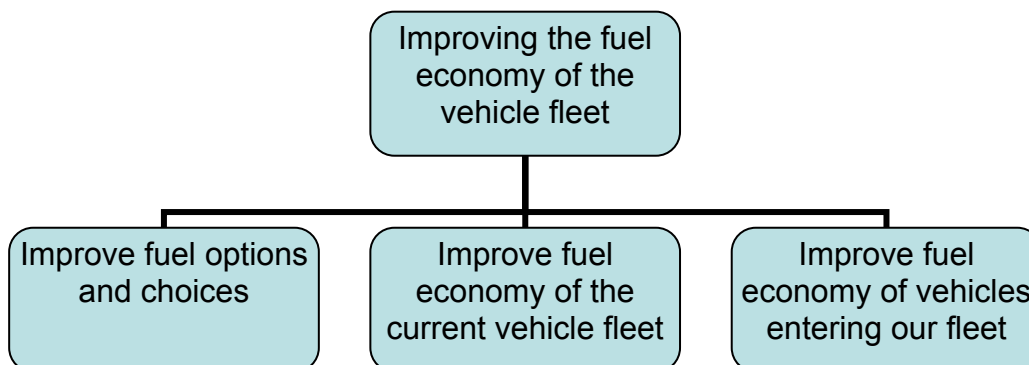 Improving the fuel
economy of the
vehicle fleet
Improve fuel options
and choices
Improve fuel
economy of the
current vehicle fleet
Improve fuel
economy of vehicles
entering our fleet